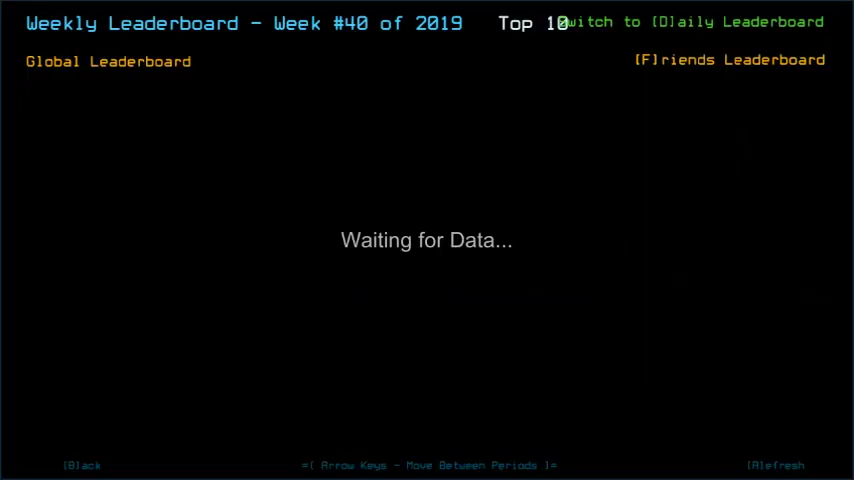 Weekly Leaderboard - Week #40 of 2019 Top 10 witch to [D]aily Leaderboard
Global Leaderboard [F]riends Leaderboard
Waiting for Data...
[B]ack =[ Arrow Keys - Move Between Periods ]= [R]efresh